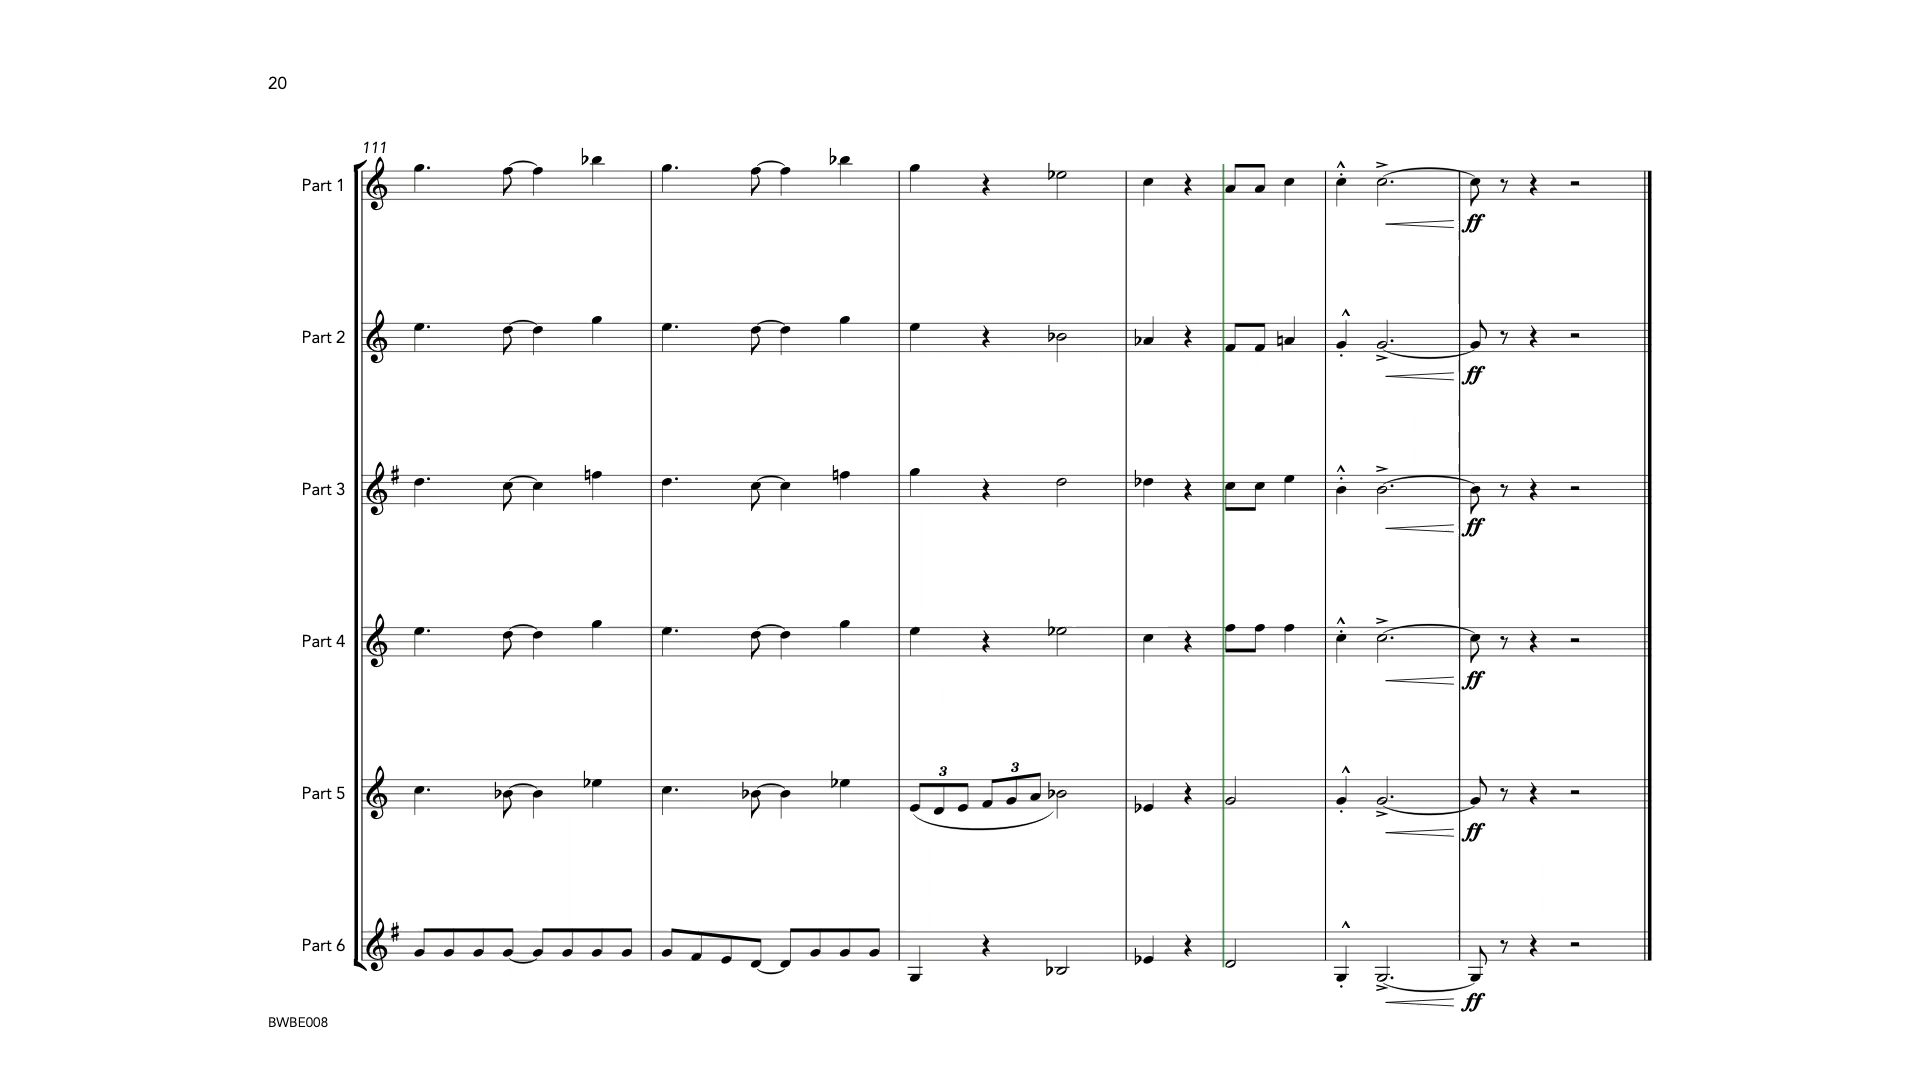 20
111
Part 1
ff
Part 2
ff
Part 3
ff
Part 4
ff
3 3
Part 5
ff
Part 6
ff
BWBE008